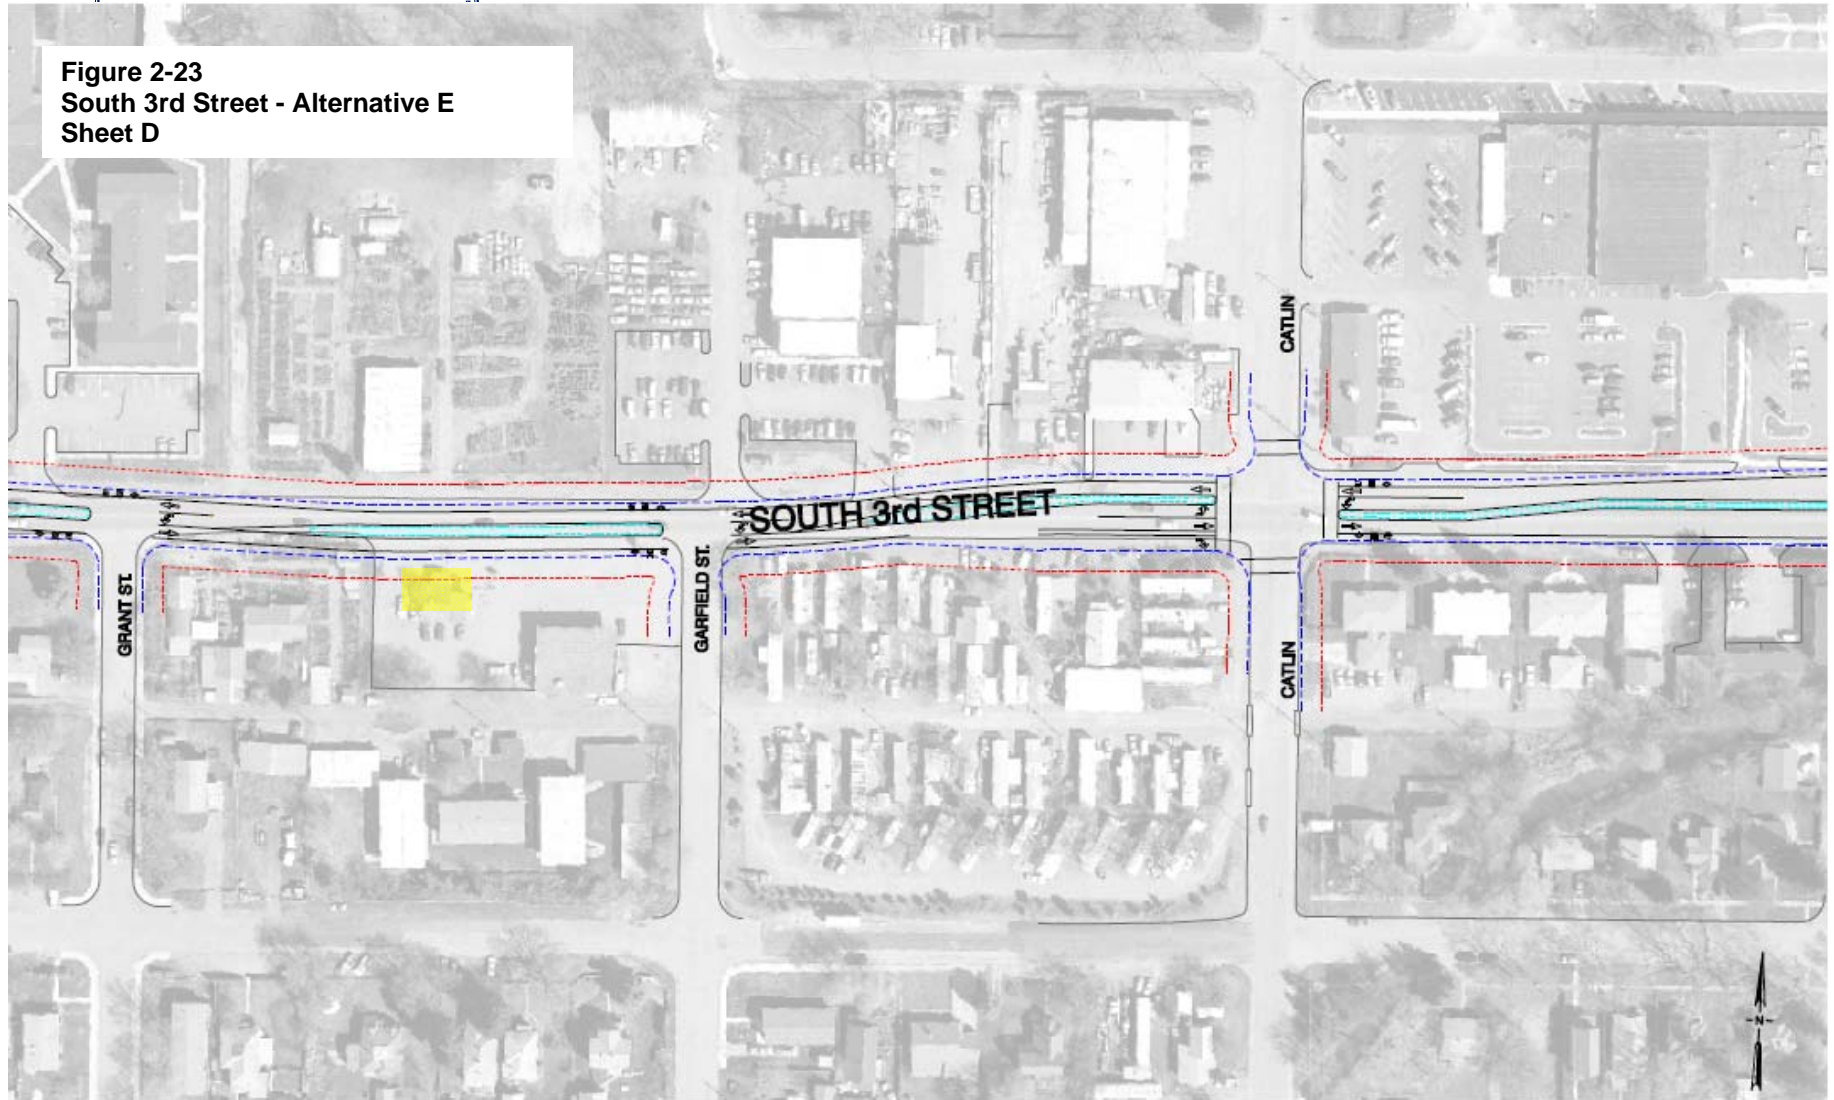 Figure 2-23
South 3rd Street - Alternative E
Sheet D
CATLIN
SOUTH 3rd STREET
GRANT ST.
GARFIELD ST.
CATLIN
N